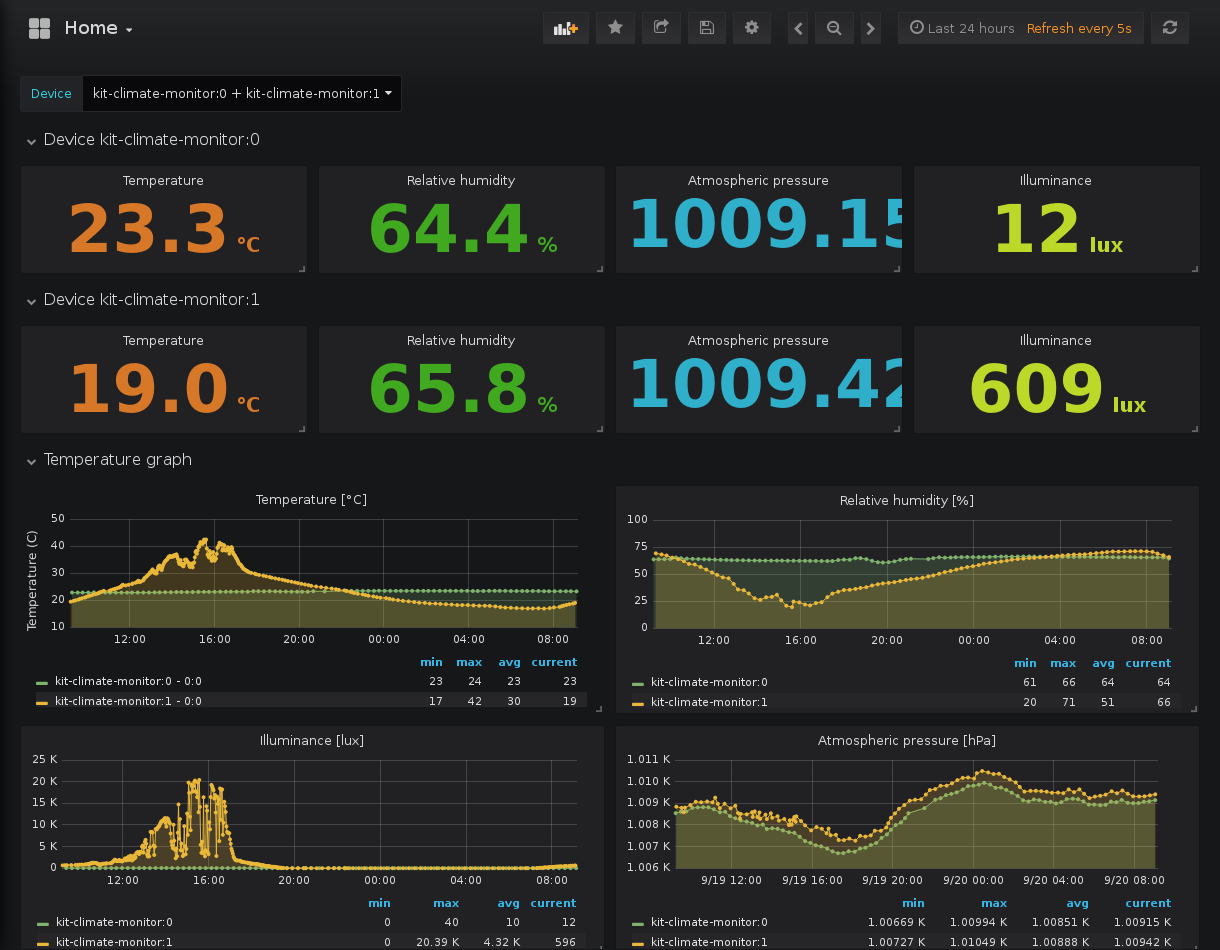 Home
Last 24 hours Refresh every 5s
Device kit-climate-monitor:0 + kit-climate-monitor:1
Device kit-climate-monitor:0
Temperature Relative humidity Atmospheric pressure Illuminance
23.3 °C 64.4 % 1009.15 12 lux
Device kit-climate-monitor:1
Temperature Relative humidity Atmospheric pressure Illuminance
19.0 °C 65.8 % 1009.42 609 lux
Temperature graph
Temperature [°C]
Temperature (C)
50
40
30
20
10
12:00 16:00 20:00 00:00 04:00 08:00
min max avg current
kit-climate-monitor:0 - 0:0 23 24 23 23
kit-climate-monitor:1 - 0:0 17 42 30 19
Relative humidity [%]
100
75
50
25
0
12:00 16:00 20:00 00:00 04:00 08:00
min max avg current
kit-climate-monitor:0 61 66 64 64
kit-climate-monitor:1 20 71 51 66
Illuminance [lux]
25 K
20 K
15 K
10 K
5 K
0
12:00 16:00 20:00 00:00 04:00 08:00
min max avg current
kit-climate-monitor:0 0 40 10 12
kit-climate-monitor:1 0 20.39 K 4.32 K 596
Atmospheric pressure [hPa]
1.011 K
1.010 K
1.009 K
1.008 K
1.007 K
1.006 K
9/19 12:00 9/19 16:00 9/19 20:00 9/20 00:00 9/20 04:00 9/20 08:00
min max avg current
kit-climate-monitor:0 1.00669 K 1.00994 K 1.00851 K 1.00915 K
kit-climate-monitor:1 1.00727 K 1.01049 K 1.00888 K 1.00942 K